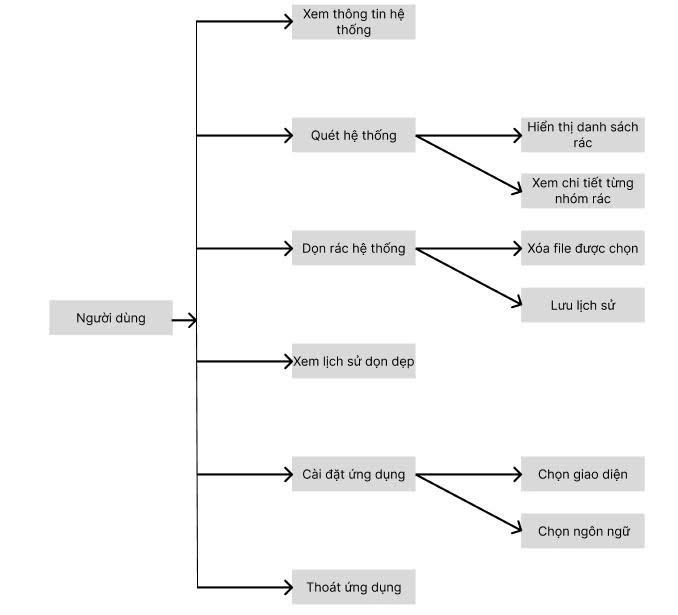 Xem thông tin hệ
thống
Quét hệ thống
Hiển thị danh sách
rác
Xem chi tiết từng
nhóm rác
Dọn rác hệ thống
Xóa file được chọn
Lưu lịch sử
Người dùng
Xem lịch sử dọn dẹp
Cài đặt ứng dụng
Chọn giao diện
Chọn ngôn ngữ
Thoát ứng dụng